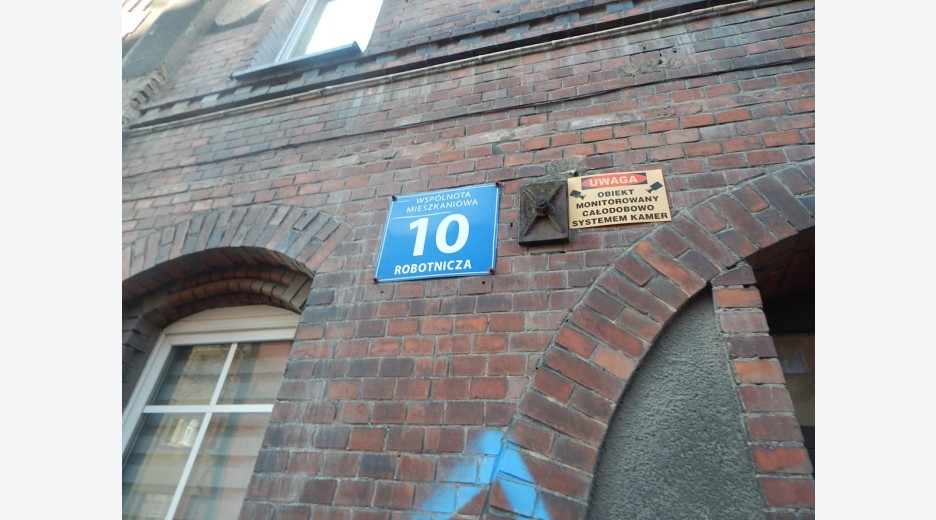 WSPÓLNOTA
MIESZKANIOWA
10
ROBOTNICZA
UWAGA
OBIEKT
MONITOROWANY
CAŁODOBOWO
SYSTEMEM KAMER